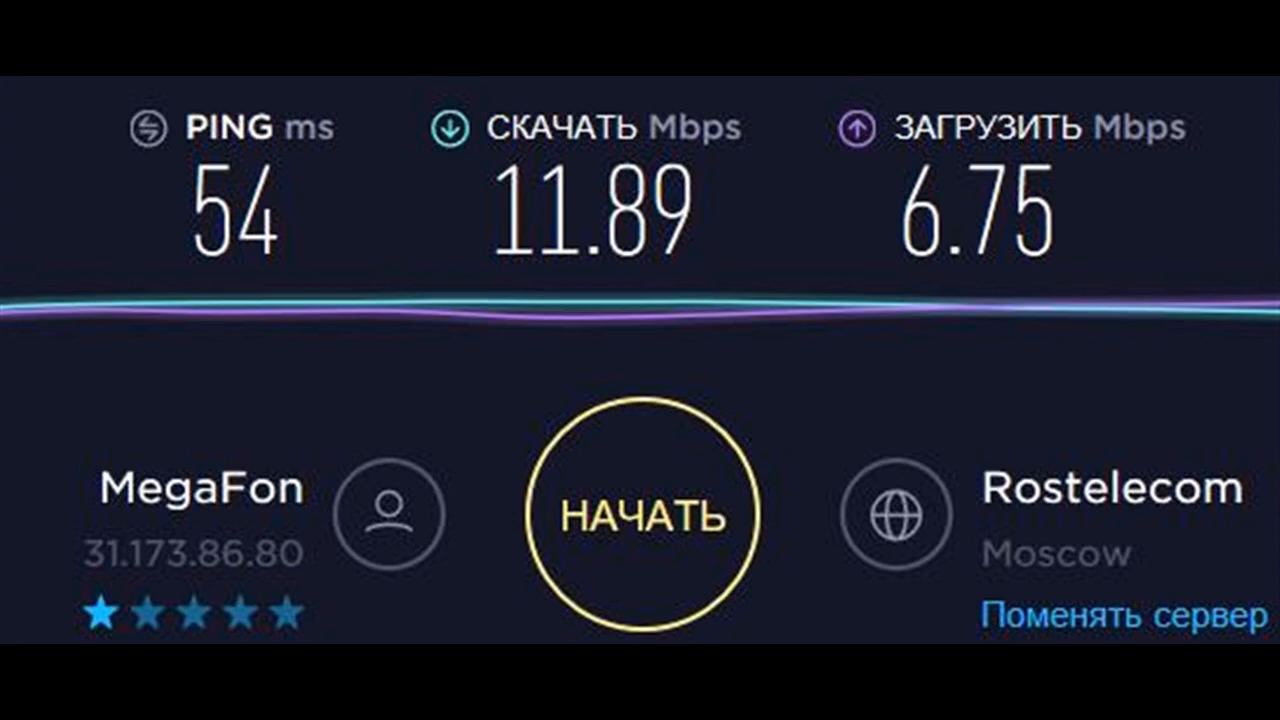 PING ms СКАЧАТЬ Mbps ЗАГРУЗИТЬ Mbps
54 11.89 6.75
MegaFon НАЧАТЬ Rostelecom
31.173.86.80 Moscow
Поменять сервер